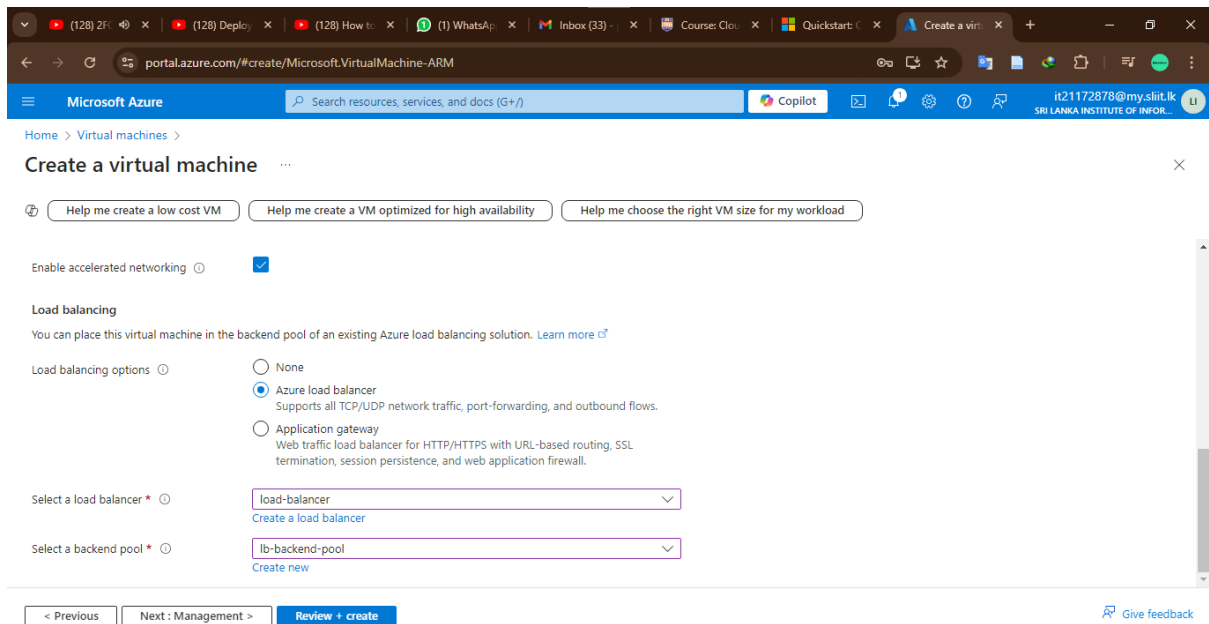 (128) 2FC
(128) Deploy
(128) How to
(1) WhatsAp
Inbox (33) -
Course: Clou
Quickstart: C
Create a virt
portal.azure.com/#create/Microsoft.VirtualMachine-ARM
Microsoft Azure
Search resources, services, and docs (G+/)
Copilot
1
it21172878@my.sliit.lk
SRI LANKA INSTITUTE OF INFOR...
LI
Home > Virtual machines >
Create a virtual machine ...
Help me create a low cost VM
Help me create a VM optimized for high availability
Help me choose the right VM size for my workload
Enable accelerated networking
Load balancing
You can place this virtual machine in the backend pool of an existing Azure load balancing solution. Learn more
Load balancing options
None
Azure load balancer
Supports all TCP/UDP network traffic, port-forwarding, and outbound flows.
Application gateway
Web traffic load balancer for HTTP/HTTPS with URL-based routing, SSL
termination, session persistence, and web application firewall.
Select a load balancer *
load-balancer
Create a load balancer
Select a backend pool *
lb-backend-pool
Create new
< Previous
Next : Management >
Review + create
Give feedback